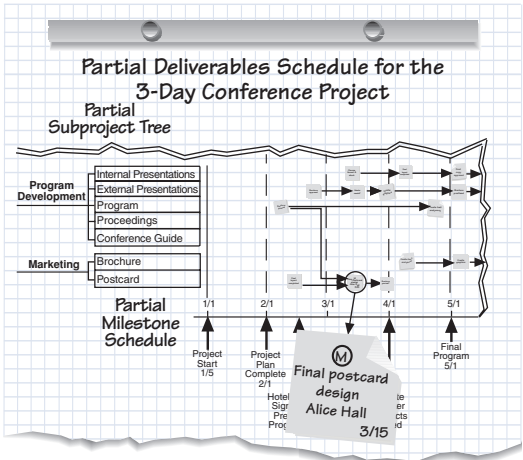 Partial Deliverables Schedule for the
3-Day Conference Project
Partial
Subproject Tree
Program
Development
Internal Presentations
External Presentations
Program
Proceedings
Conference Guide
Marketing
Brochure
Postcard
Partial
Milestone
Schedule
1/1
2/1
3/1
4/1
5/1
Project
Start
1/5
Project
Plan
Complete
2/1
Final
Program
5/1
M
Final postcard
design
Alice Hall
3/15